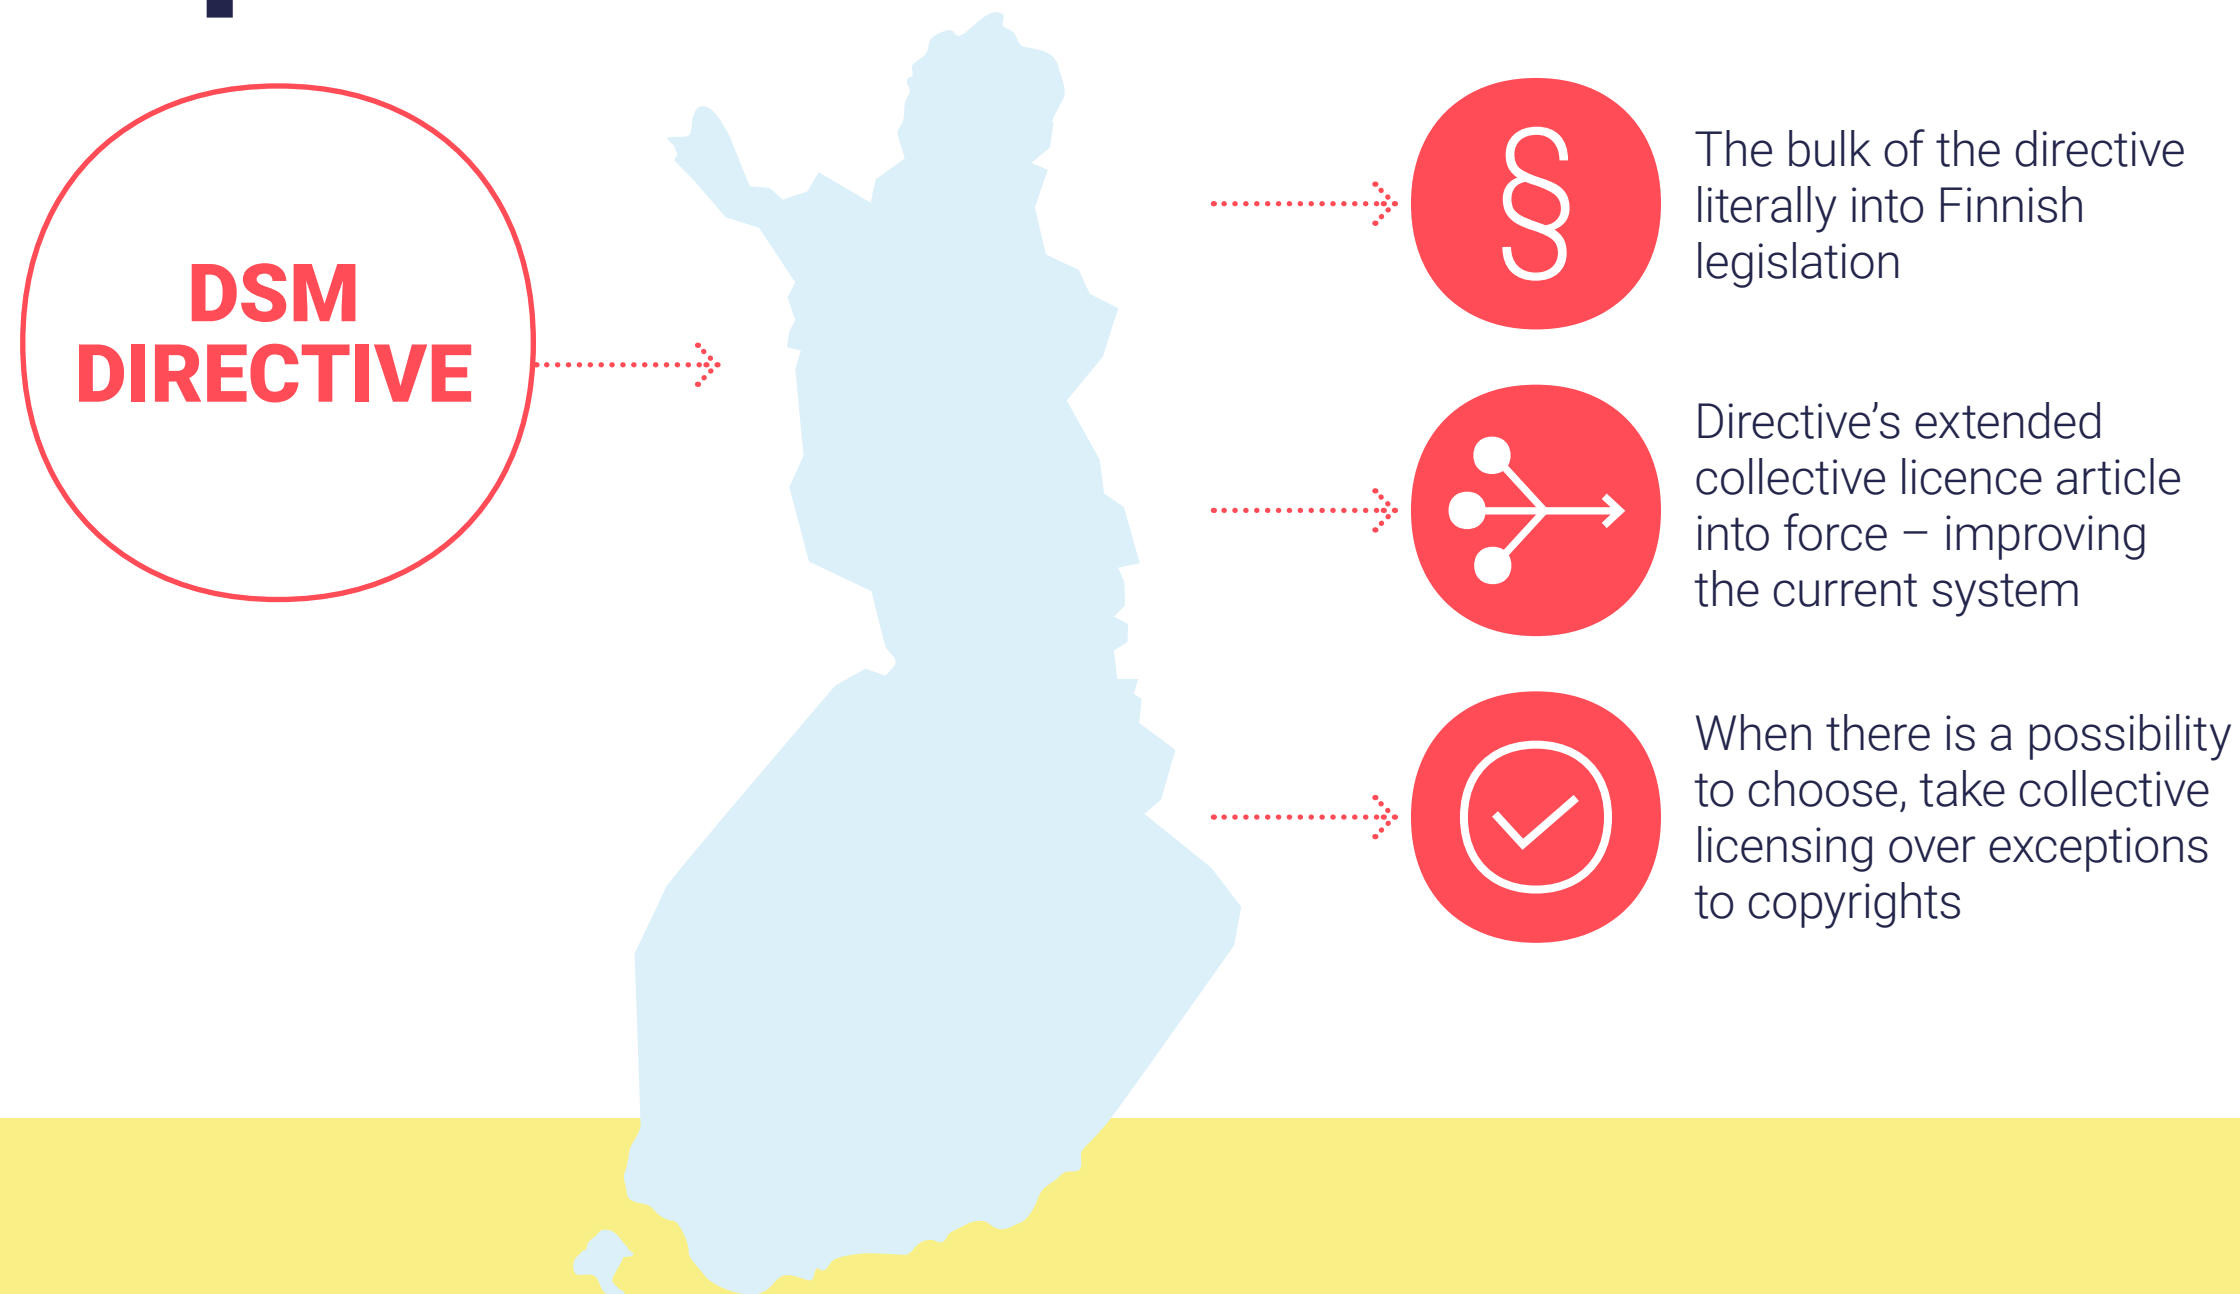 DSM
DIRECTIVE
The bulk of the directive
literally into Finnish
legislation
Directive’s extended
collective licence article
into force – improving
the current system
When there is a possibility
to choose, take collective
licensing over exceptions
to copyrights